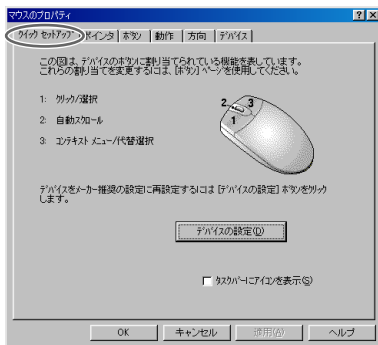 マウスのプロパティ
? ×
クイック セットアップ ポインタ ボタン 動作 方向 デバイス
この図は、デバイスのボタンに割り当てられている機能を表しています。
これらの割り当てを変更するには、[ボタン] ページを使用してください。
1: クリック/選択
2: 自動スクロール
3: コンテキスト メニュー/代替選択
2 3
1
デバイスをメーカー推奨の設定に再設定するには [デバイスの設定] ボタンをクリック
します。
デバイスの設定(D)
タスクバーにアイコンを表示(S)
OK キャンセル 適用(A) ヘルプ